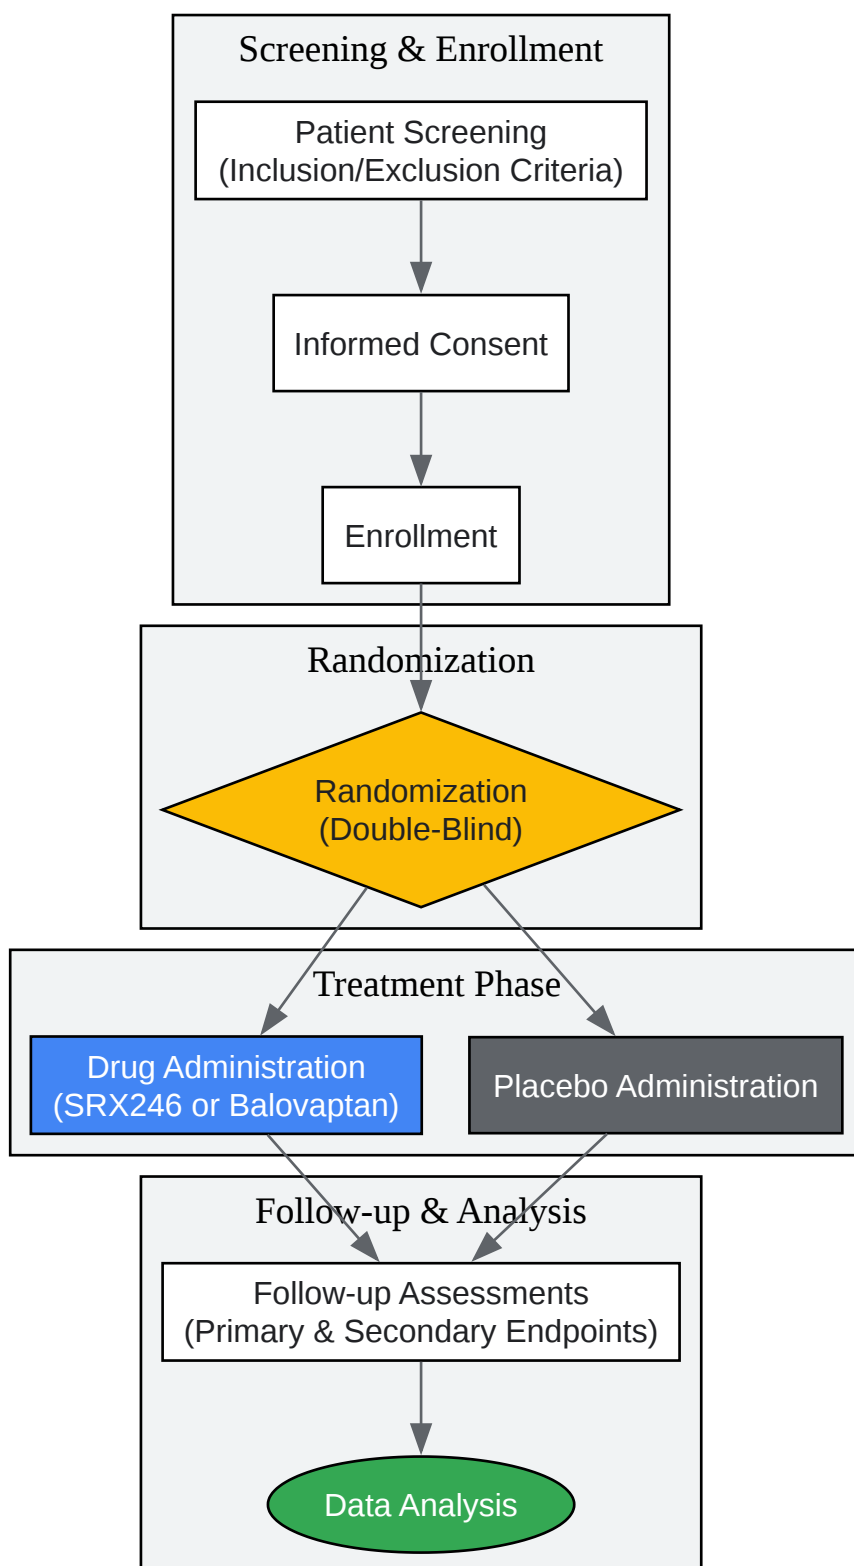 Screening & Enrollment
Patient Screening
(Inclusion/Exclusion Criteria)
Informed Consent
Enrollment
Randomization
Randomization
(Double-Blind)
Treatment Phase
Drug Administration
(SRX246 or Balovaptan)
Placebo Administration
Follow-up & Analysis
Follow-up Assessments
(Primary & Secondary Endpoints)
Data Analysis